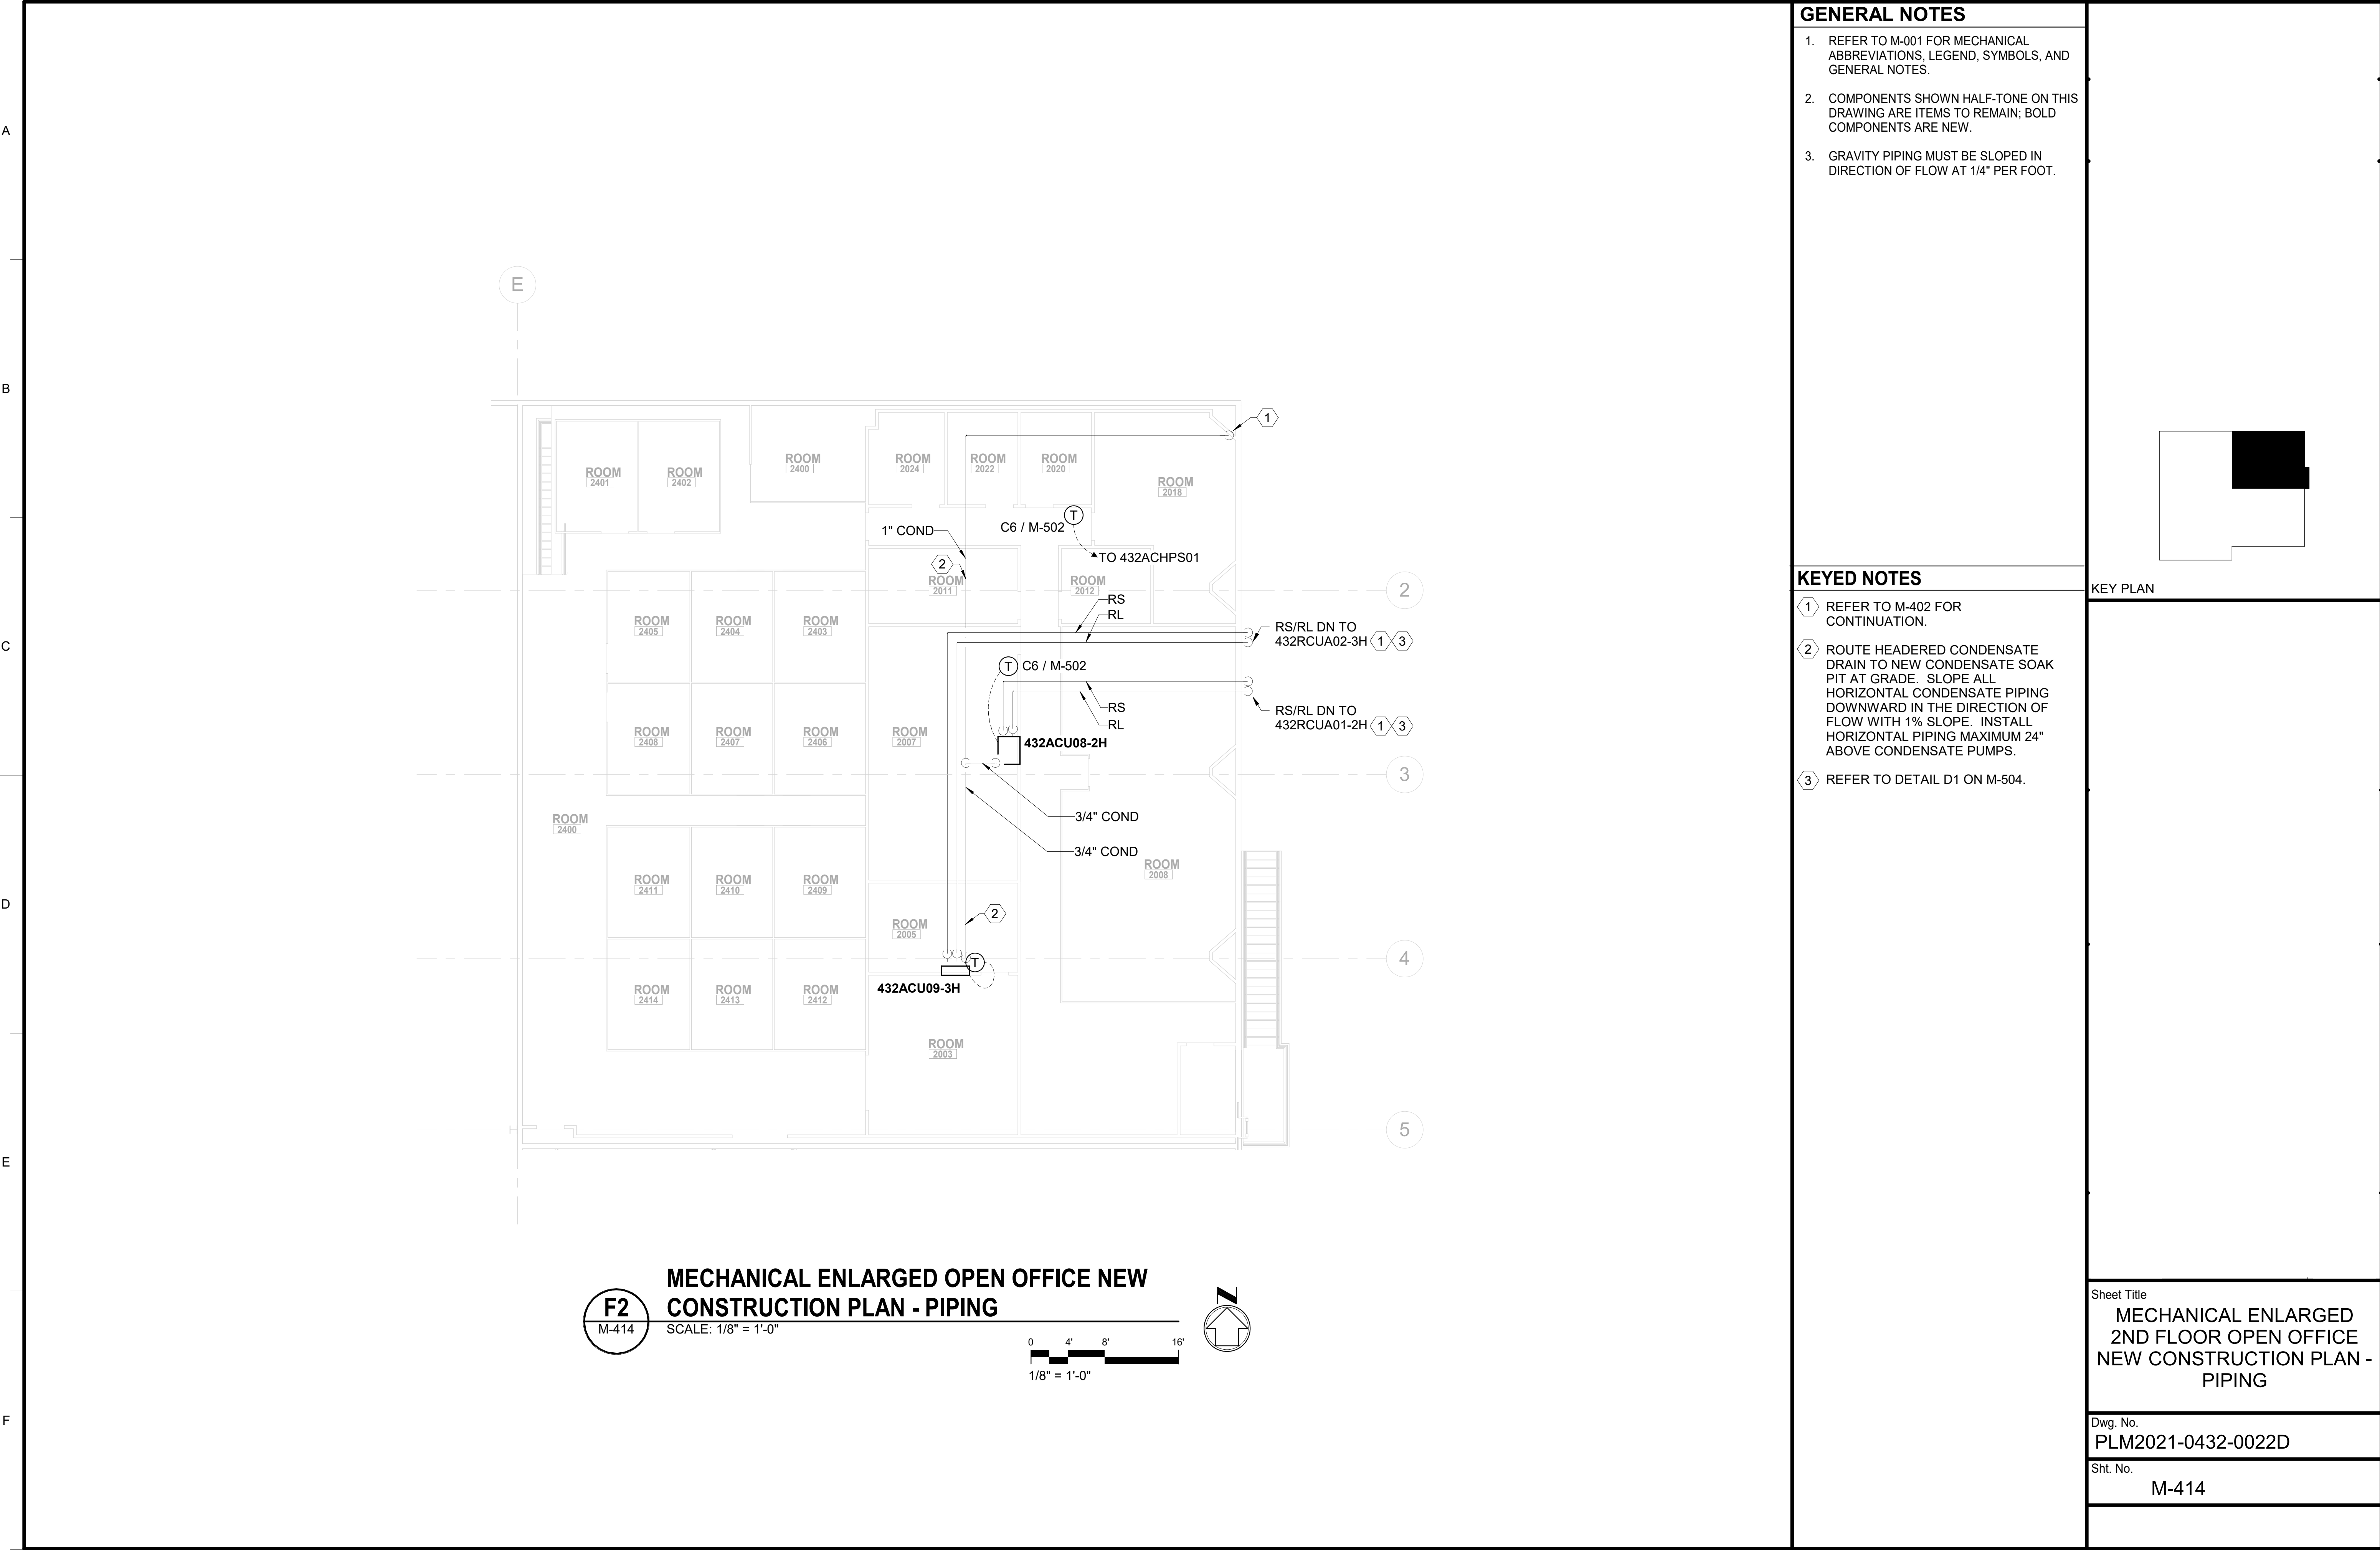 GENERAL NOTES
1. REFER TO M-001 FOR MECHANICAL
ABBREVIATIONS, LEGEND, SYMBOLS, AND
GENERAL NOTES.
2. COMPONENTS SHOWN HALF-TONE ON THIS
DRAWING ARE ITEMS TO REMAIN; BOLD
COMPONENTS ARE NEW.
3. GRAVITY PIPING MUST BE SLOPED IN
DIRECTION OF FLOW AT 1/4" PER FOOT.
KEYED NOTES
1 REFER TO M-402 FOR
CONTINUATION.
2 ROUTE HEADERED CONDENSATE
DRAIN TO NEW CONDENSATE SOAK
PIT AT GRADE. SLOPE ALL
HORIZONTAL CONDENSATE PIPING
DOWNWARD IN THE DIRECTION OF
FLOW WITH 1% SLOPE. INSTALL
HORIZONTAL PIPING MAXIMUM 24"
ABOVE CONDENSATE PUMPS.
3 REFER TO DETAIL D1 ON M-504.
KEY PLAN
A
B
C
D
E
F
E
1
ROOM
2401
ROOM
2402
ROOM
2400
ROOM
2024
ROOM
2022
ROOM
2020
ROOM
2018
1" COND
C6 / M-502
T
TO 432ACHPS01
2
ROOM
2011
ROOM
2012
2
RS
RL
ROOM
2405
ROOM
2404
ROOM
2403
RS/RL DN TO
432RCUA02-3H 1 3
T C6 / M-502
RS
RL
RS/RL DN TO
432RCUA01-2H 1 3
ROOM
2408
ROOM
2407
ROOM
2406
ROOM
2007
432ACU08-2H
3
3/4" COND
3/4" COND
ROOM
2400
ROOM
2008
ROOM
2411
ROOM
2410
ROOM
2409
ROOM
2005
2
4
T
432ACU09-3H
ROOM
2414
ROOM
2413
ROOM
2412
ROOM
2003
5
F2
M-414
MECHANICAL ENLARGED OPEN OFFICE NEW
CONSTRUCTION PLAN - PIPING
SCALE: 1/8" = 1'-0"
0 4' 8' 16'
1/8" = 1'-0"
N
Sheet Title
MECHANICAL ENLARGED
2ND FLOOR OPEN OFFICE
NEW CONSTRUCTION PLAN -
PIPING
Dwg. No.
PLM2021-0432-0022D
Sht. No.
M-414